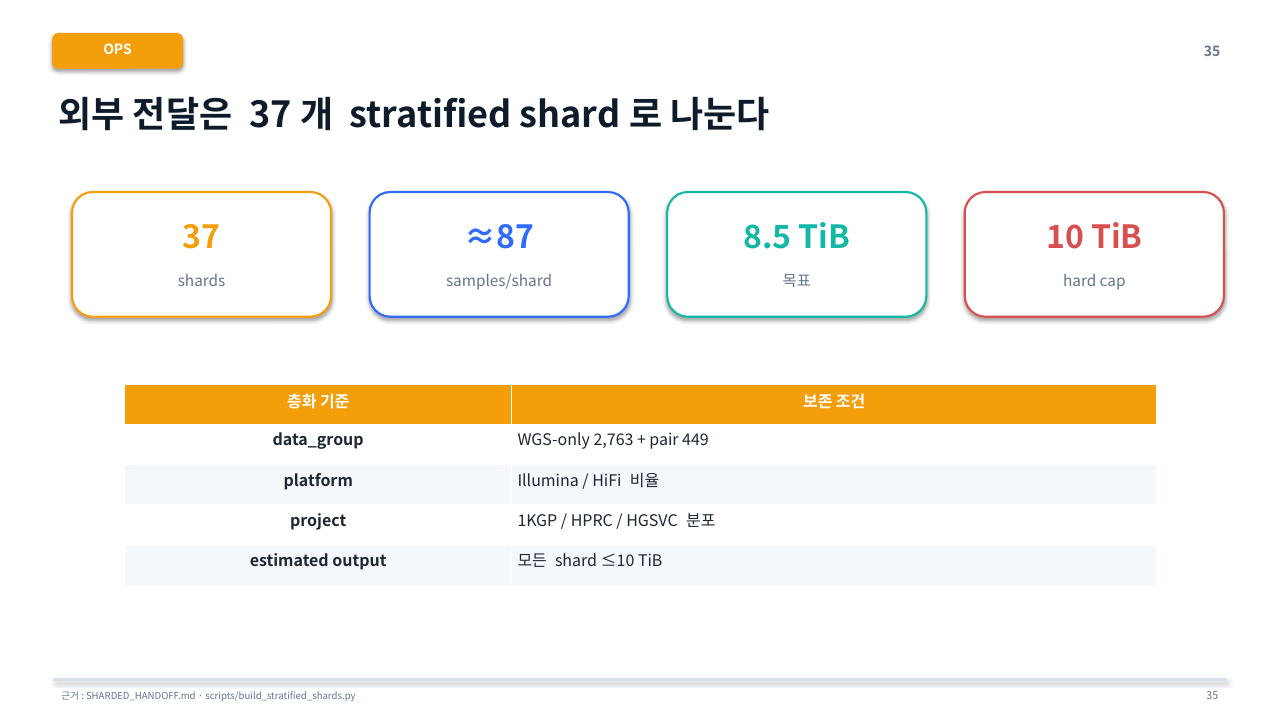 OPS
35
외부 전달은 37 개 stratified shard 로 나눈다
37
shards
≈87
samples/shard
8.5 TiB
목표
10 TiB
hard cap
층화 기준
보존 조건
data_group
WGS-only 2,763 + pair 449
platform
Illumina / HiFi 비율
project
1KGP / HPRC / HGSVC 분포
estimated output
모든 shard ≤10 TiB
근거 : SHARDED_HANDOFF.md · scripts/build_stratified_shards.py
35